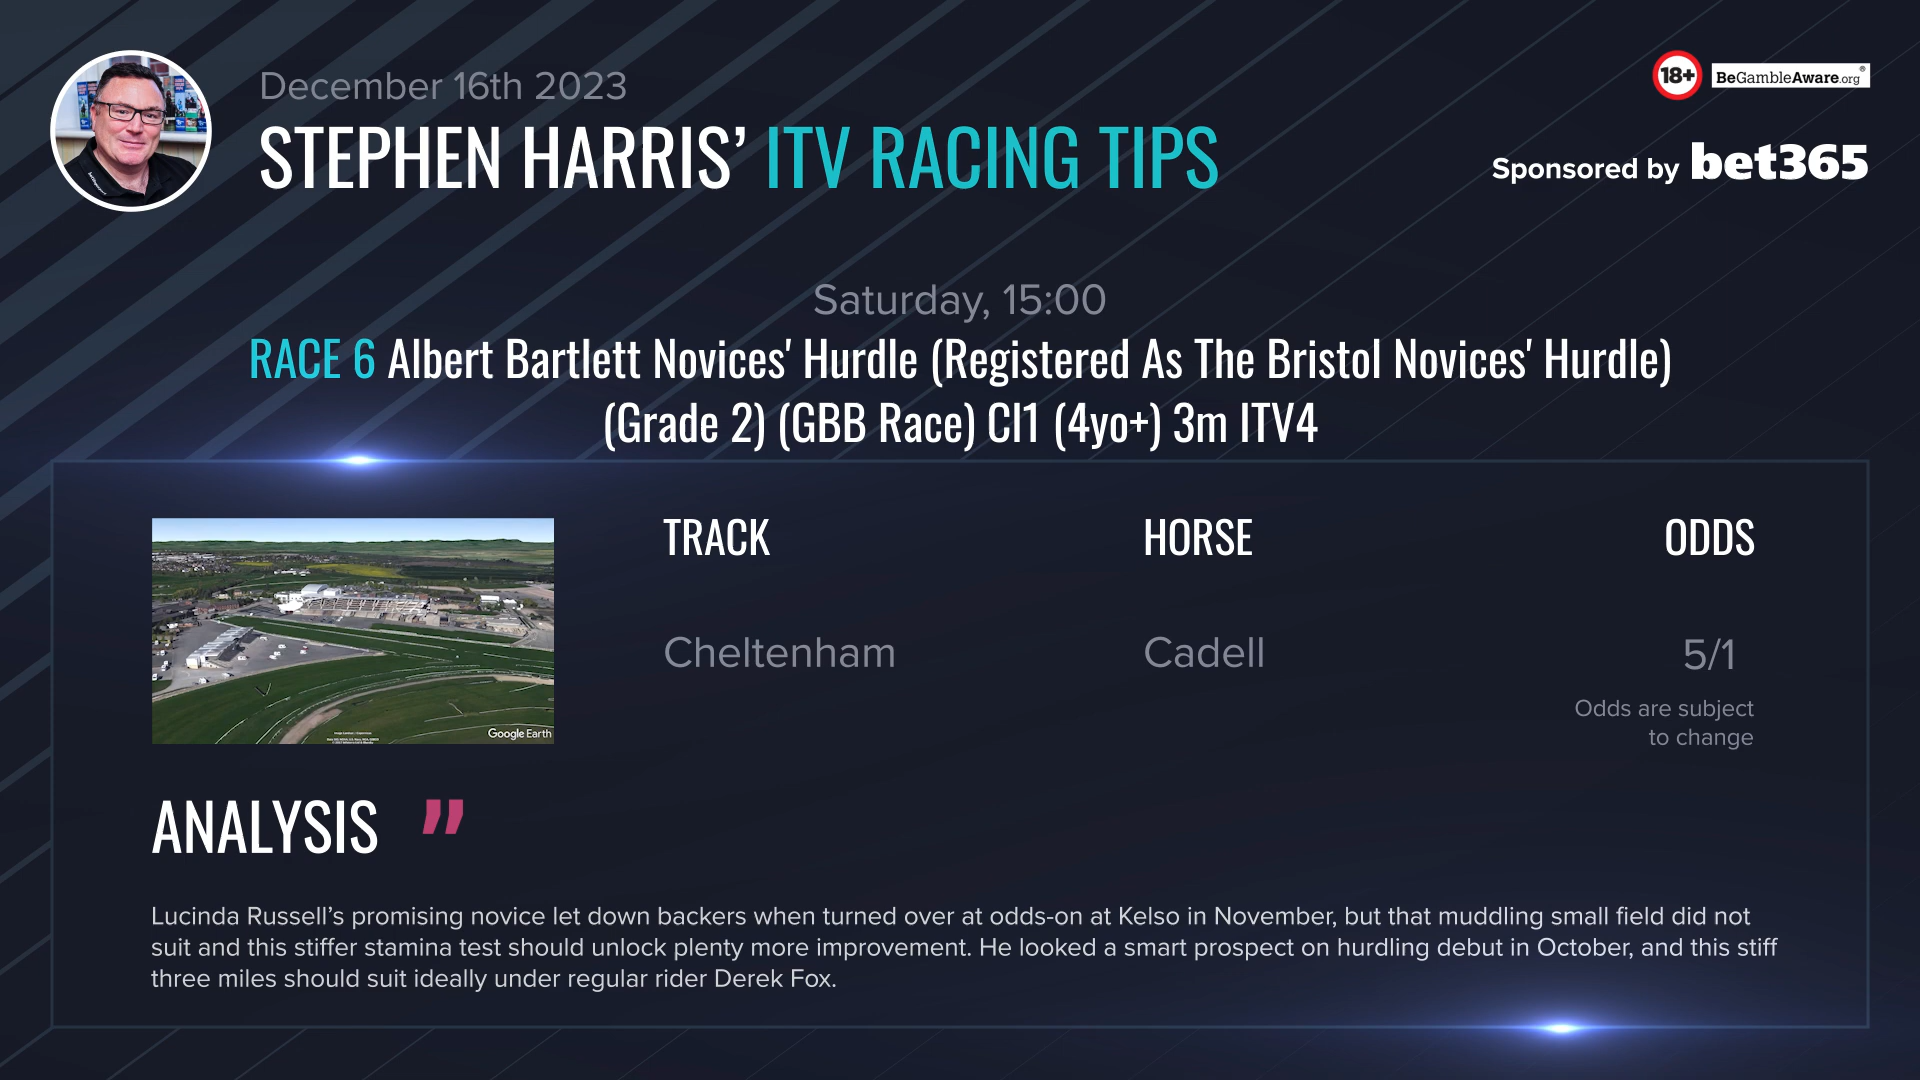 December 16th 2023
STEPHEN HARRIS’ ITV RACING TIPS
18+
BeGambleAware.org®
Sponsored by bet365
Saturday, 15:00
RACE 6 Albert Bartlett Novices' Hurdle (Registered As The Bristol Novices' Hurdle)
(Grade 2) (GBB Race) Cl1 (4yo+) 3m ITV4
TRACK
HORSE
ODDS
Cheltenham
Cadell
5/1
Odds are subject
to change
Google Earth
ANALYSIS ”
Lucinda Russell’s promising novice let down backers when turned over at odds-on at Kelso in November, but that muddling small field did not
suit and this stiffer stamina test should unlock plenty more improvement. He looked a smart prospect on hurdling debut in October, and this stiff
three miles should suit ideally under regular rider Derek Fox.